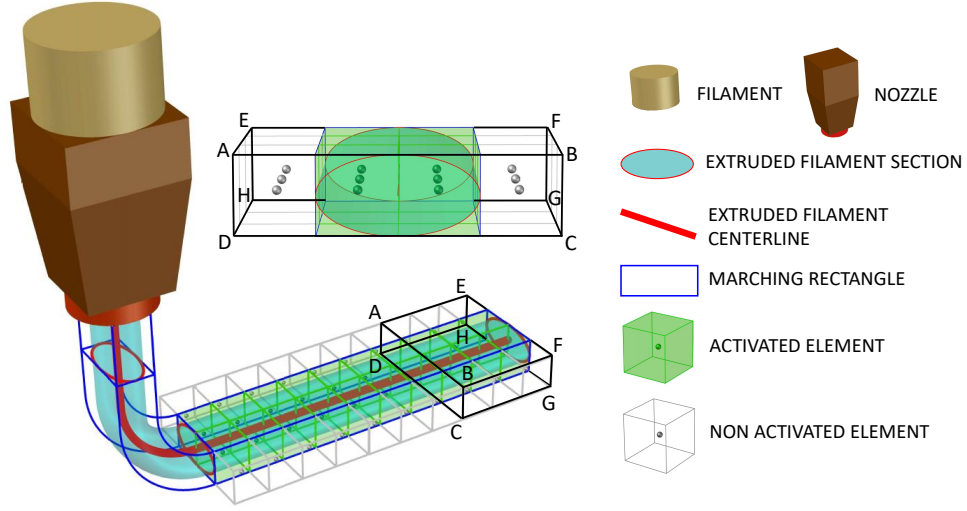 E
F
A
B
H
G
D
C
E
A
H
D
F
B
G
C
FILAMENT
NOZZLE
EXTRUDED FILAMENT SECTION
EXTRUDED FILAMENT
CENTERLINE
MARCHING RECTANGLE
ACTIVATED ELEMENT
NON ACTIVATED ELEMENT